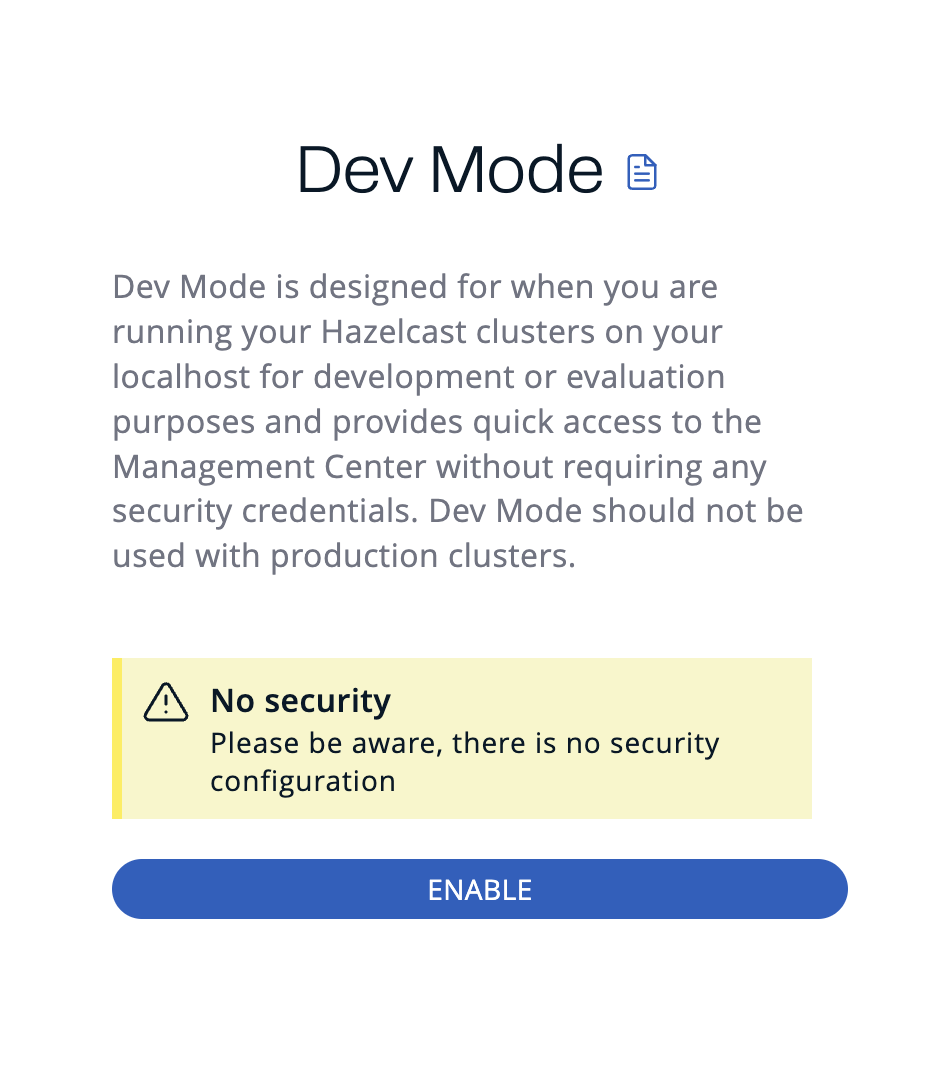 Dev Mode
Dev Mode is designed for when you are
running your Hazelcast clusters on your
localhost for development or evaluation
purposes and provides quick access to the
Management Center without requiring any
security credentials. Dev Mode should not be
used with production clusters.
No security
Please be aware, there is no security
configuration
ENABLE